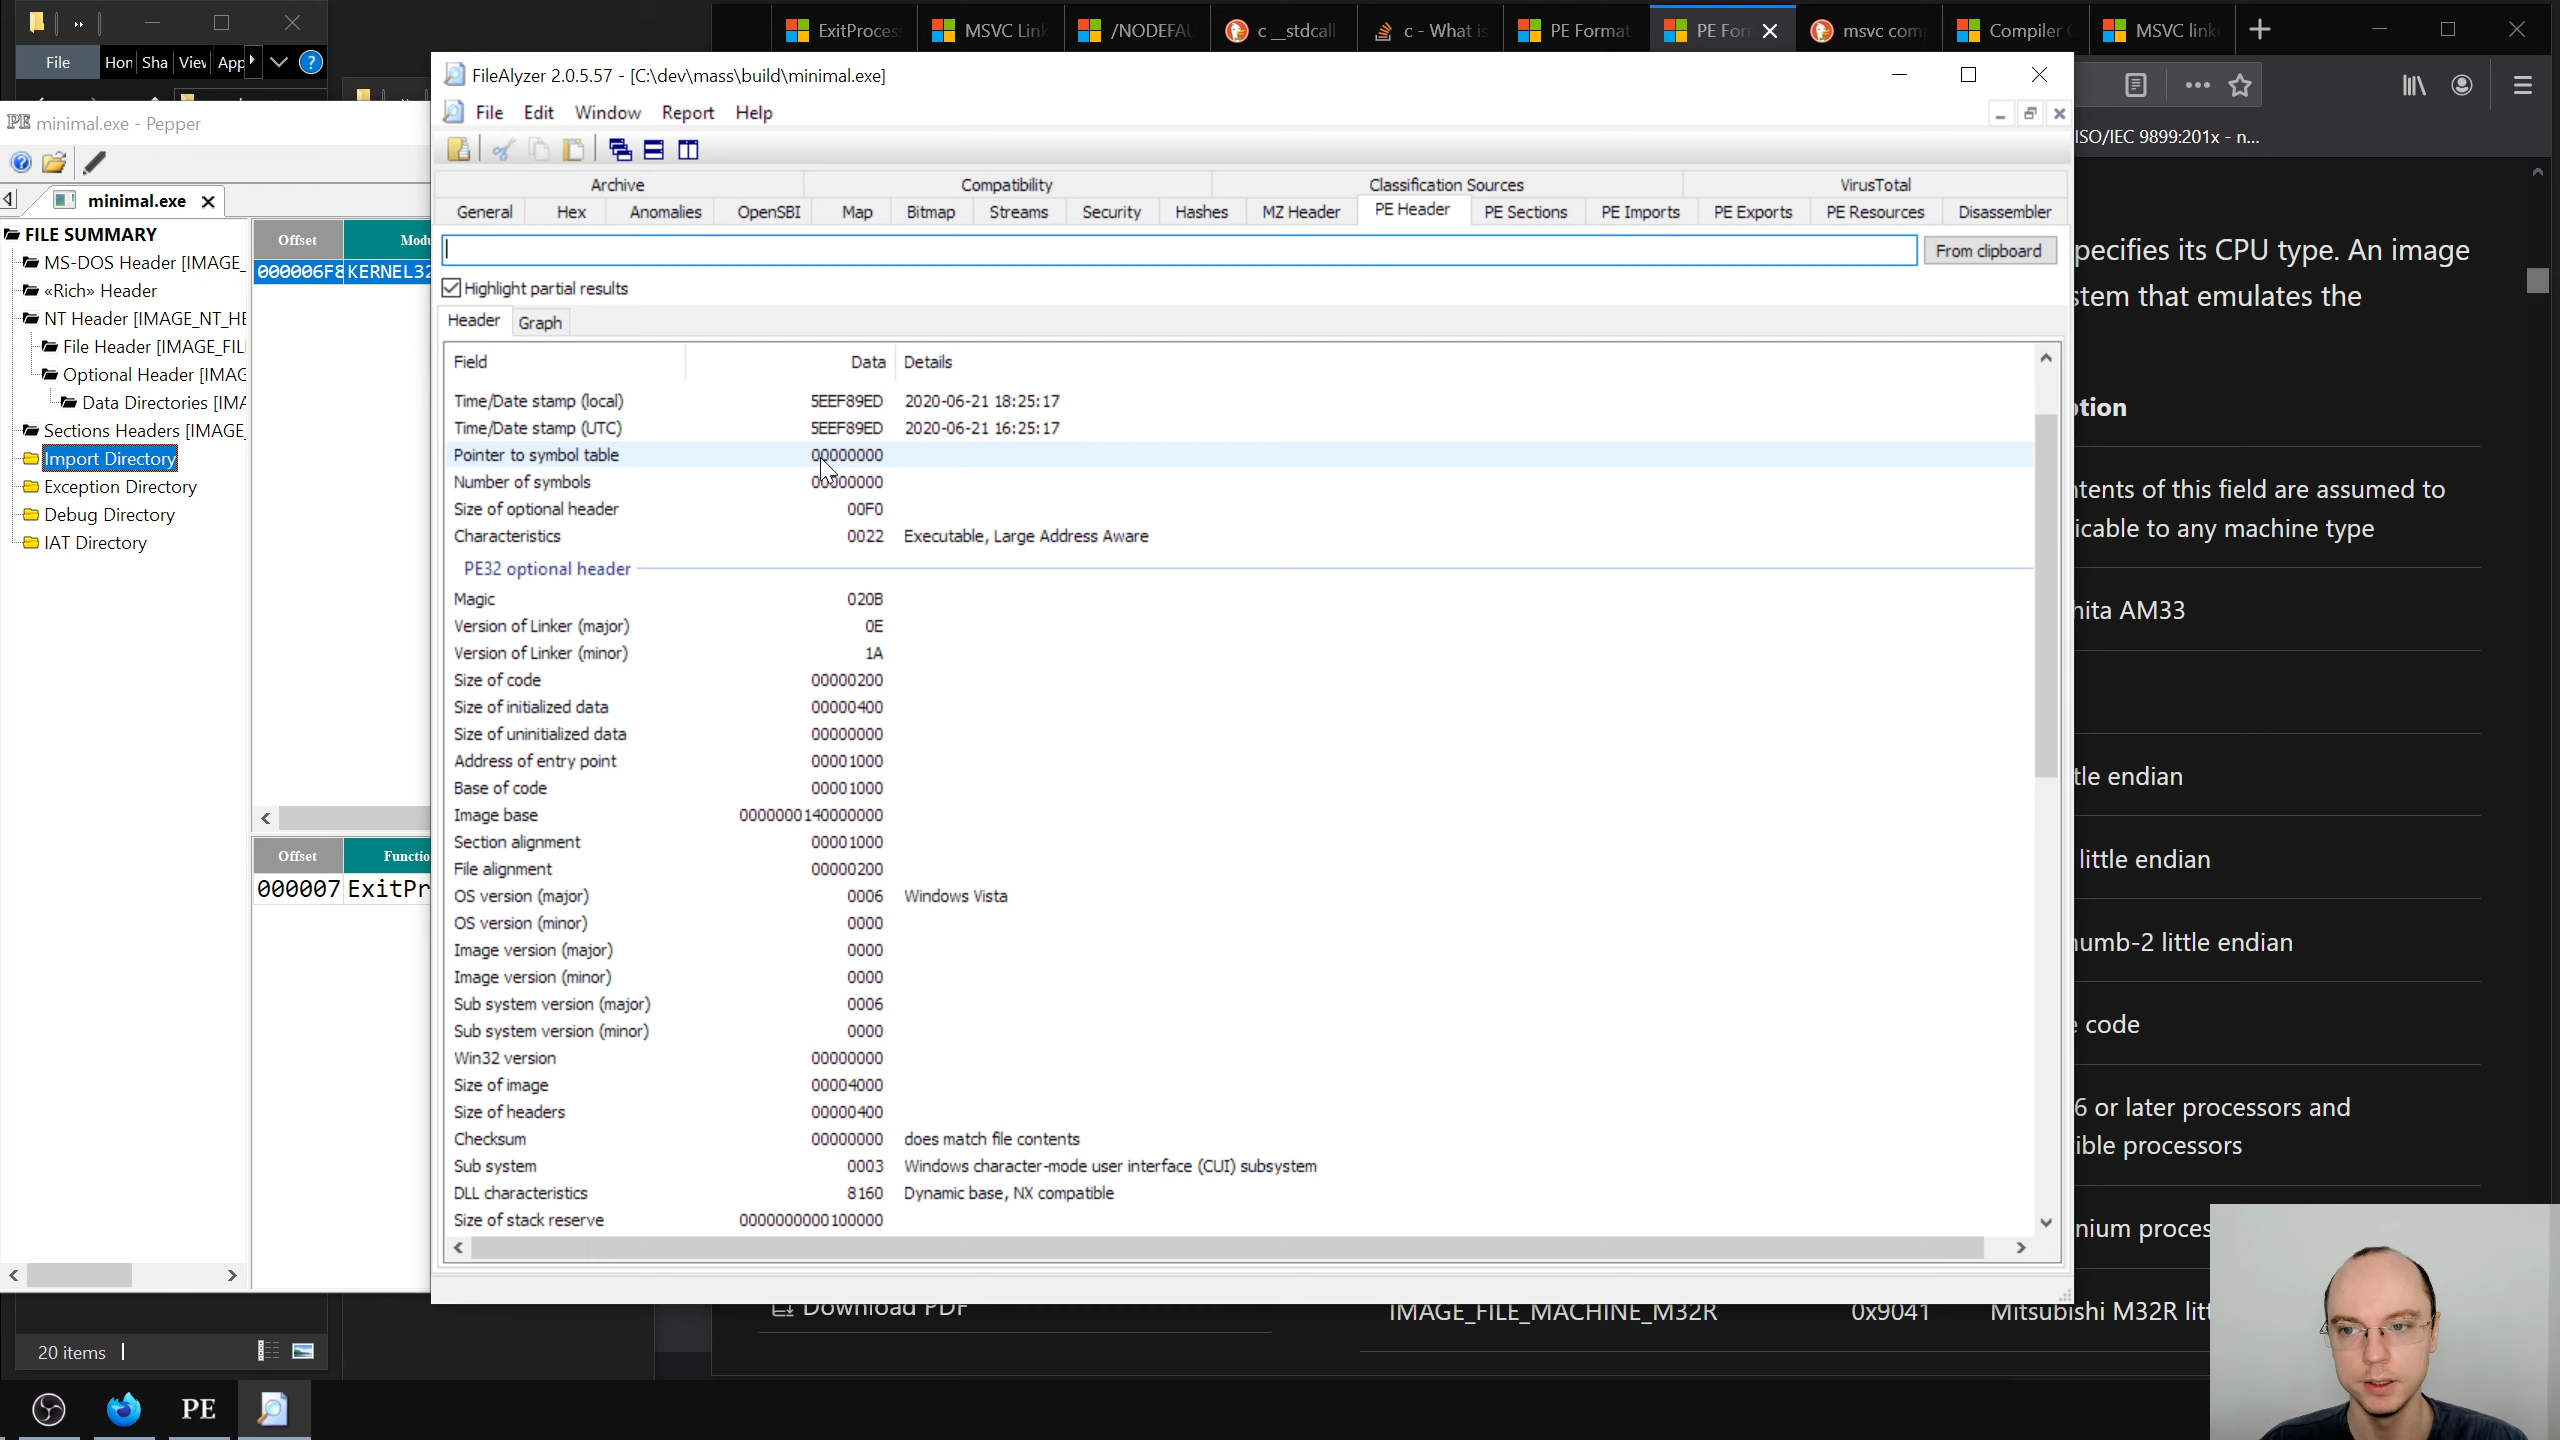 ExitProces
MSVC Link
/NODEFAU
c __stdcall
c - What is
PE Format
PE For
msvc com
Compiler
MSVC link
File
Hor
Sha
Viev
App
FileAlyzer 2.0.5.57 - [C:\dev\mass\build\minimal.exe]
File Edit Window Report Help
PE minimal.exe - Pepper
ISO/IEC 9899:201x - n...
minimal.exe
Archive
Compatibility
Classification Sources
VirusTotal
General
Hex
Anomalies
OpenSBI
Map
Bitmap
Streams
Security
Hashes
MZ Header
PE Header
PE Sections
PE Imports
PE Exports
PE Resources
Disassembler
From clipboard
Highlight partial results
Header
Graph
FILE SUMMARY
MS-DOS Header [IMAGE_
«Rich» Header
NT Header [IMAGE_NT_HE
File Header [IMAGE_FIL
Optional Header [IMAG
Data Directories [IMA
Sections Headers [IMAGE_
Import Directory
Exception Directory
Debug Directory
IAT Directory
Offset
Modu
000006F8 KERNEL32
Offset
Functio
000007 ExitPr
Field Data Details
Time/Date stamp (local) 5EEF89ED 2020-06-21 18:25:17
Time/Date stamp (UTC) 5EEF89ED 2020-06-21 16:25:17
Pointer to symbol table 00000000
Number of symbols 00000000
Size of optional header 00F0
Characteristics 0022 Executable, Large Address Aware
PE32 optional header
Magic 020B
Version of Linker (major) 0E
Version of Linker (minor) 1A
Size of code 00000200
Size of initialized data 00000400
Size of uninitialized data 00000000
Address of entry point 00001000
Base of code 00001000
Image base 0000000140000000
Section alignment 00001000
File alignment 00000200
OS version (major) 0006 Windows Vista
OS version (minor) 0000
Image version (major) 0000
Image version (minor) 0000
Sub system version (major) 0006
Sub system version (minor) 0000
Win32 version 00000000
Size of image 00004000
Size of headers 00000400
Checksum 00000000 does match file contents
Sub system 0003 Windows character-mode user interface (CUI) subsystem
DLL characteristics 8160 Dynamic base, NX compatible
Size of stack reserve 0000000000100000
pecifies its CPU type. An image
stem that emulates the
ption
ntents of this field are assumed to
icable to any machine type
hita AM33
tle endian
little endian
humb-2 little endian
e code
6 or later processors and
ible processors
nium proces
Download PDF
IMAGE_FILE_MACHINE_M32R 0x9041 Mitsubishi M32R litt
20 items
PE